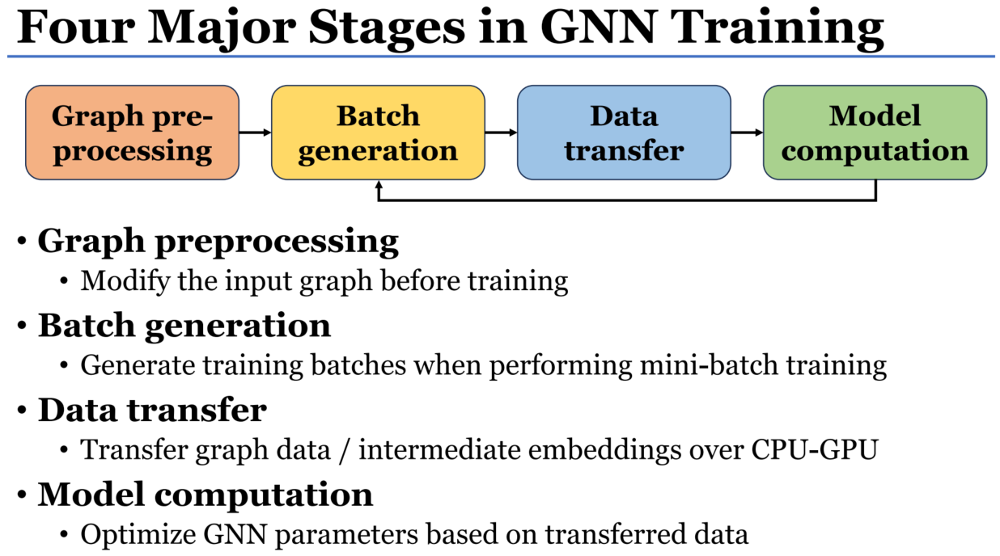 Four Major Stages in GNN Training
Graph pre-
processing
Batch
generation
Data
transfer
Model
computation
• Graph preprocessing
• Modify the input graph before training
• Batch generation
• Generate training batches when performing mini-batch training
• Data transfer
• Transfer graph data / intermediate embeddings over CPU-GPU
• Model computation
• Optimize GNN parameters based on transferred data